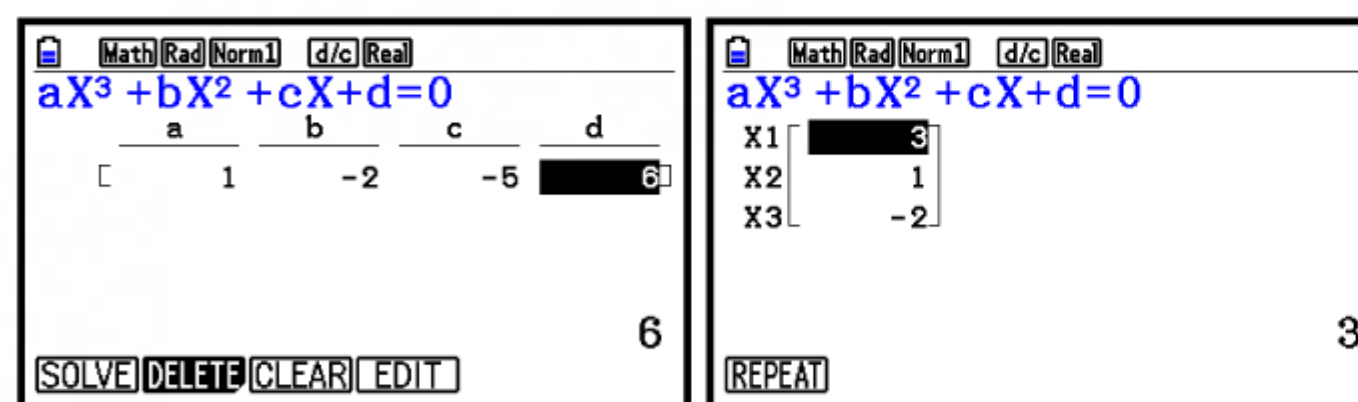 Math Rad Norm1 d/c Real
aX³ +bX² +cX+d=0
a b c d
[ 1 -2 -5 6 ]
6
SOLVE DELETE CLEAR EDIT
Math Rad Norm1 d/c Real
aX³ +bX² +cX+d=0
X1 [ 3 ]
X2 1
X3 -2
3
REPEAT